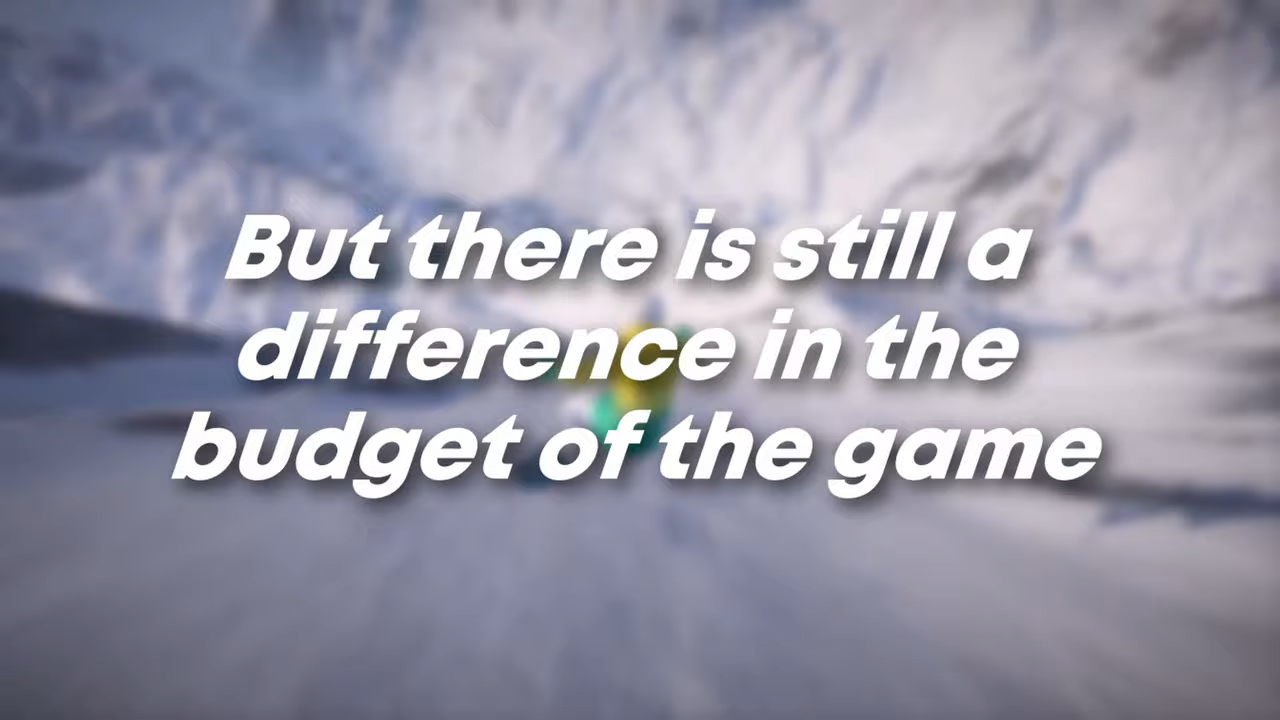 But there is still a
difference in the
budget of the game